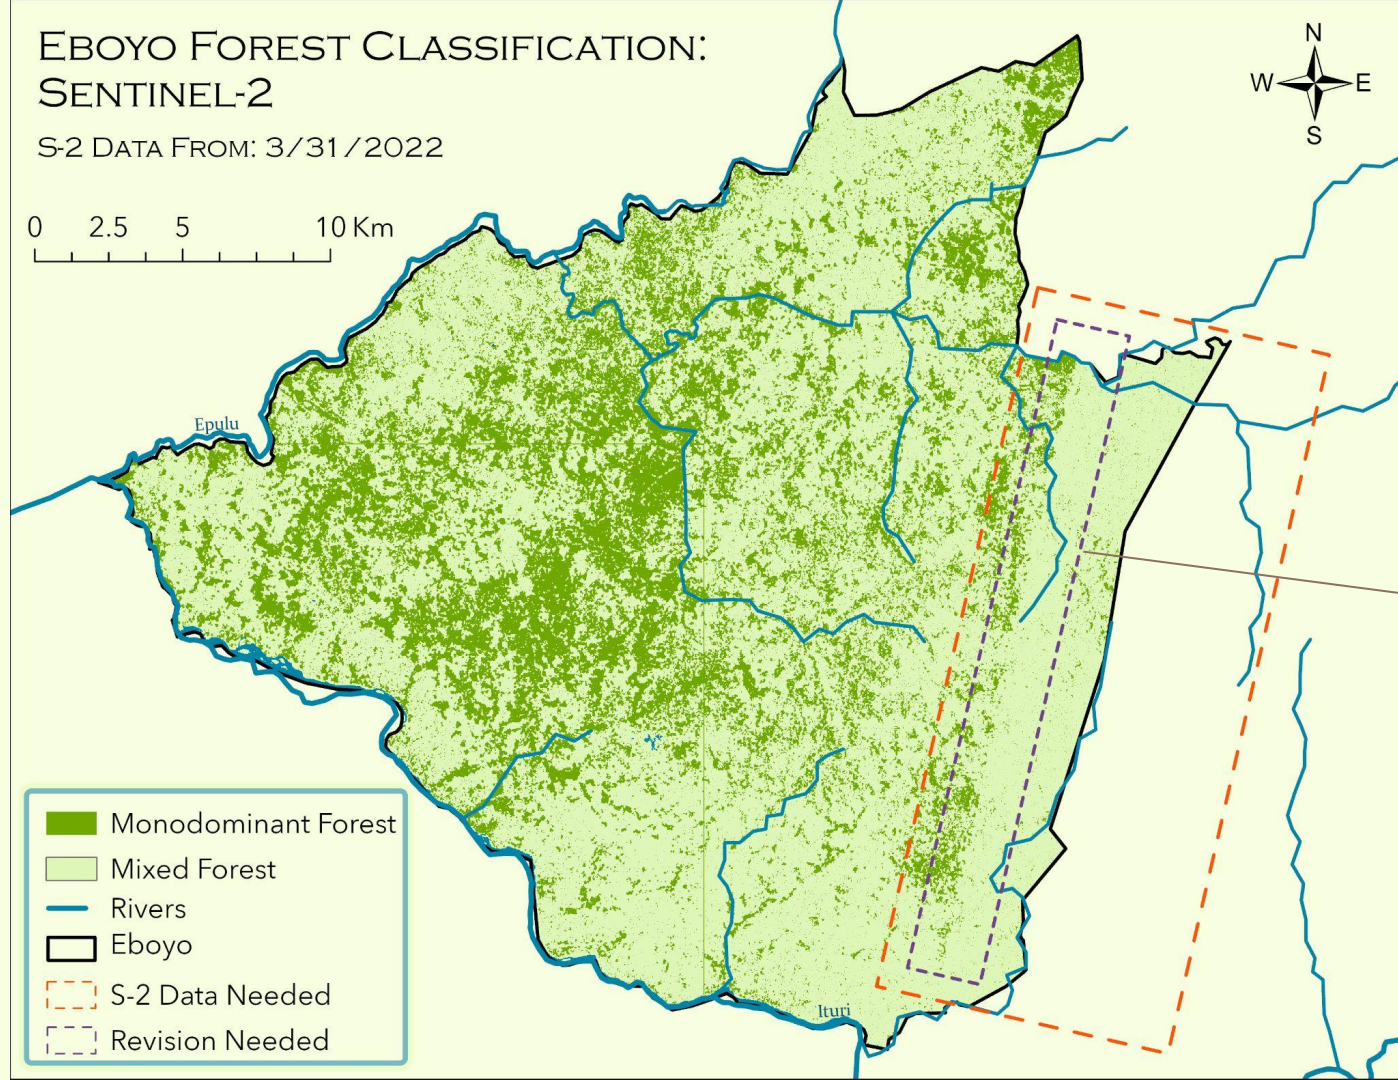 EBOYO FOREST CLASSIFICATION:
SENTINEL-2
S-2 DATA FROM: 3/31/2022
0 2.5 5 10 Km
N
W E
S
Epulu
Ituri
Monodominant Forest
Mixed Forest
Rivers
Eboyo
S-2 Data Needed
Revision Needed